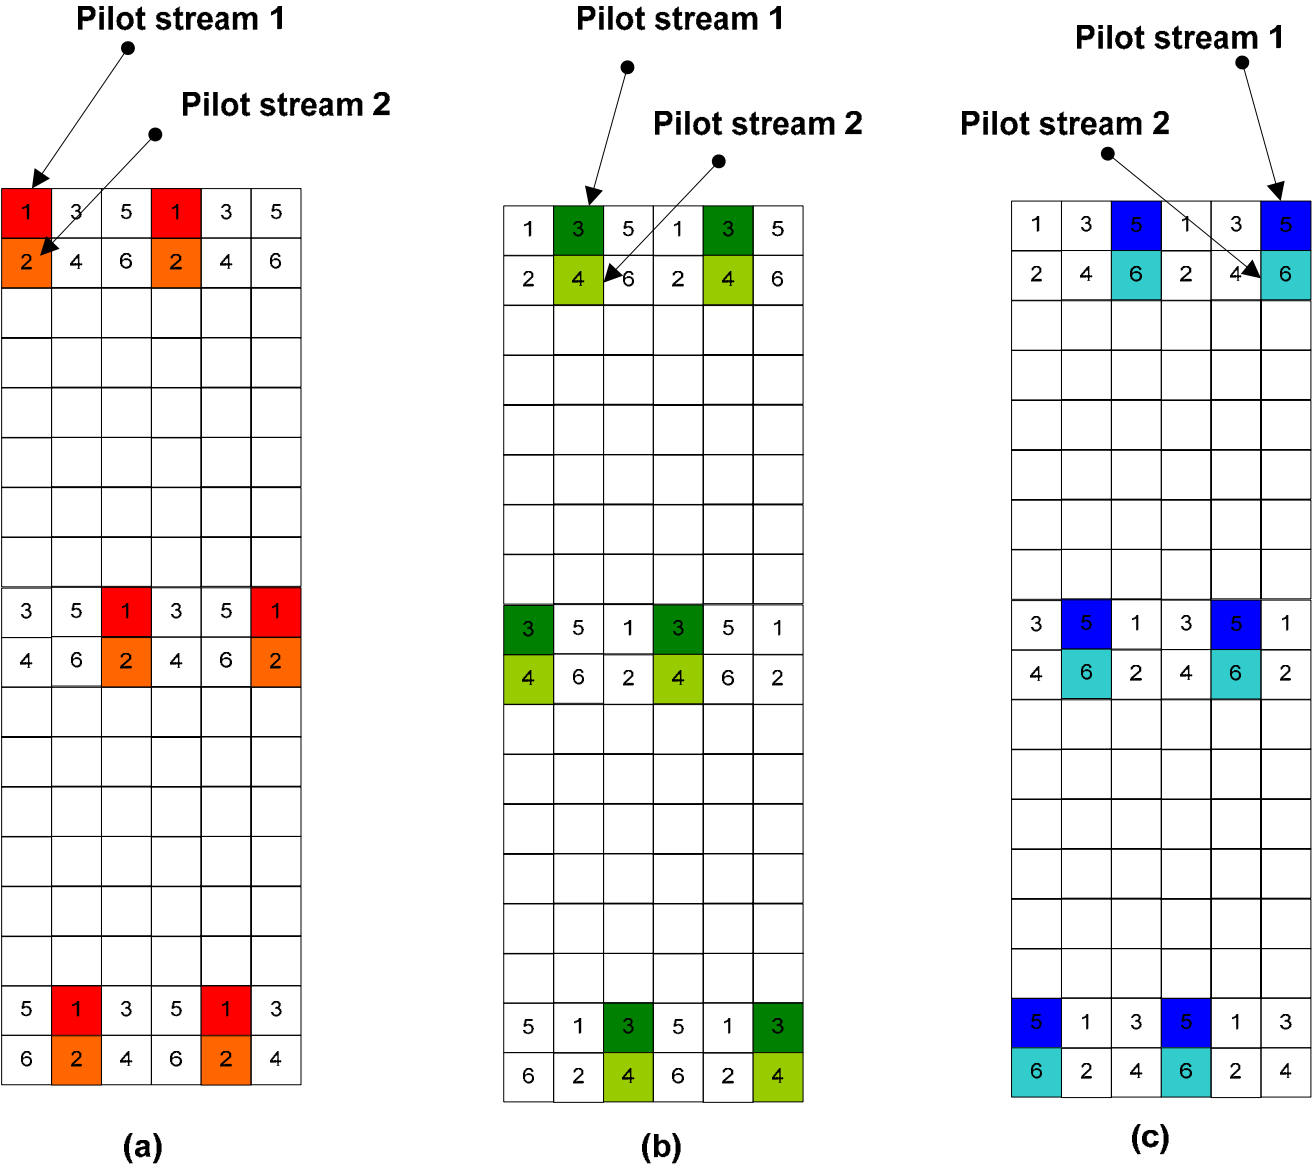 Pilot stream 1
Pilot stream 2
1 3 5 1 3 5
2 4 6 2 4 6
3 5 1 3 5 1
4 6 2 4 6 2
5 1 3 5 1 3
6 2 4 6 2 4
(a)
Pilot stream 1
Pilot stream 2
1 3 5 1 3 5
2 4 6 2 4 6
3 5 1 3 5 1
4 6 2 4 6 2
5 1 3 5 1 3
6 2 4 6 2 4
(b)
Pilot stream 1
Pilot stream 2
1 3 5 1 3 5
2 4 6 2 4 6
3 5 1 3 5 1
4 6 2 4 6 2
5 1 3 5 1 3
6 2 4 6 2 4
(c)